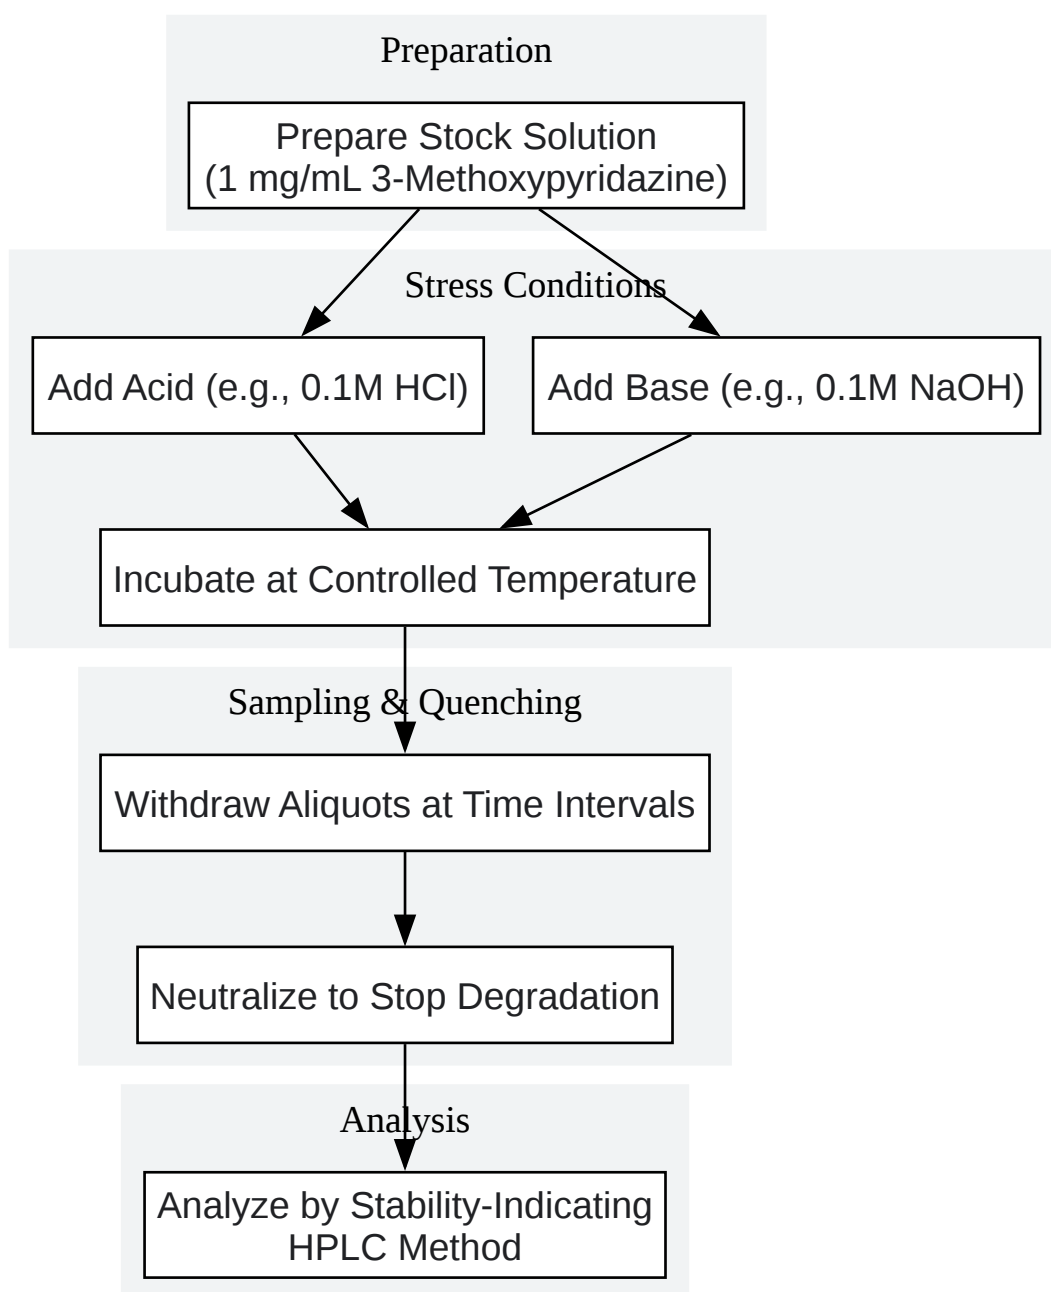 Preparation
Prepare Stock Solution
(1 mg/mL 3-Methoxypyridazine)
Stress Conditions
Add Acid (e.g., 0.1M HCl)
Add Base (e.g., 0.1M NaOH)
Incubate at Controlled Temperature
Sampling & Quenching
Withdraw Aliquots at Time Intervals
Neutralize to Stop Degradation
Analysis
Analyze by Stability-Indicating
HPLC Method